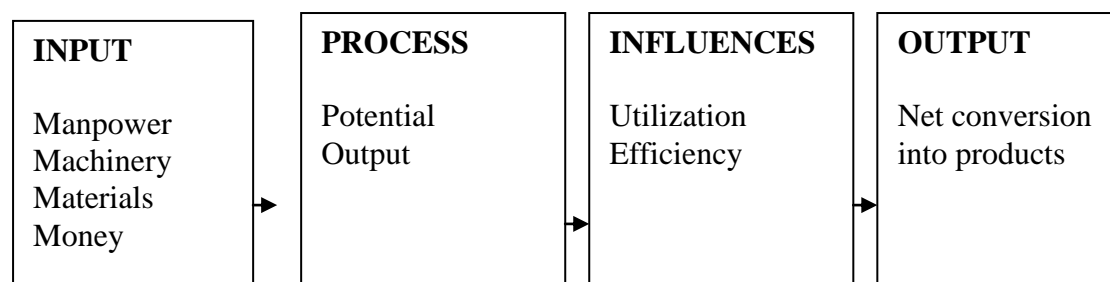 INPUT
Manpower
Machinery
Materials
Money
PROCESS
Potential
Output
INFLUENCES
Utilization
Efficiency
OUTPUT
Net conversion
into products